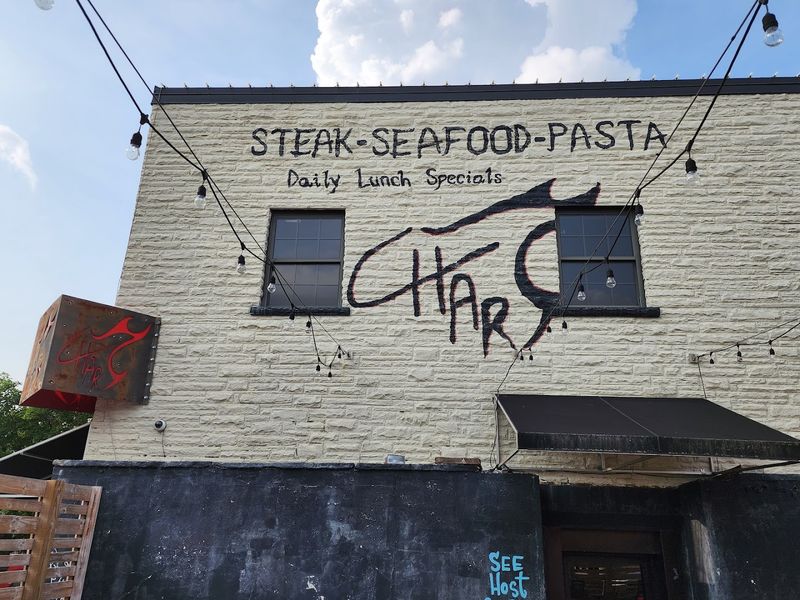 STEAK-SEAFOOD-PASTA
Daily Lunch Specials
CHAR
CHAR
SEE
HOST